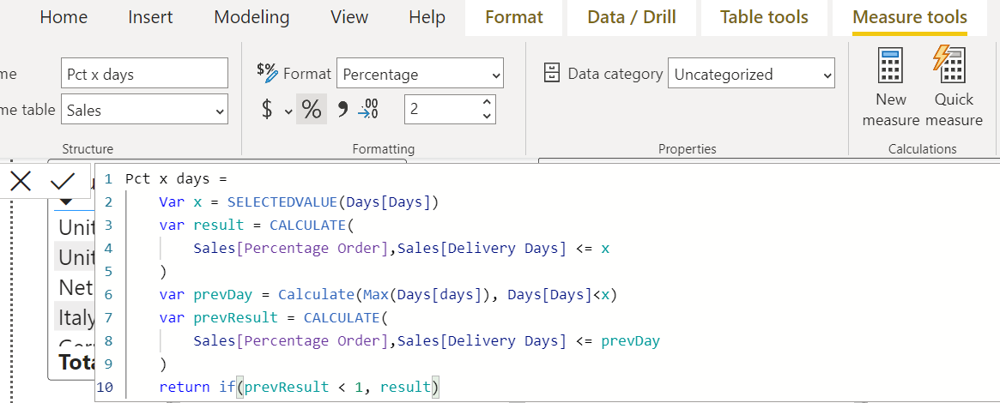 Home Insert Modeling View Help Format Data / Drill Table tools Measure tools
me Pct x days $% Format Percentage Data category Uncategorized
me table Sales $ % 9 .00 →.0 2 New measure Quick measure
Structure Formatting Properties Calculations
1 Pct x days =
2 Var x = SELECTEDVALUE(Days[Days])
3 var result = CALCULATE(
4 Sales[Percentage Order],Sales[Delivery Days] <= x
5 )
6 var prevDay = Calculate(Max(Days[days]), Days[Days]<x)
7 var prevResult = CALCULATE(
8 Sales[Percentage Order],Sales[Delivery Days] <= prevDay
9 )
10 return if(prevResult < 1, result)
Unit
Unit
Net
Italy
Tota